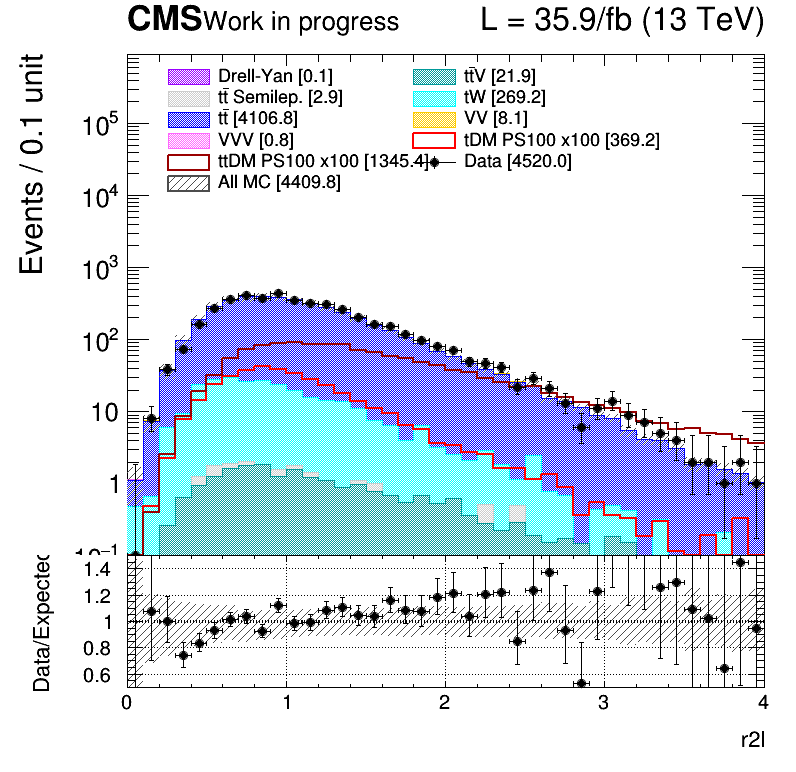 CMS Work in progress L = 35.9/fb (13 TeV)
Events / 0.1 unit
Drell-Yan [0.1] tt̄V [21.9]
tt̄ Semilep. [2.9] tW [269.2]
tt̄ [4106.8] VV [8.1]
VVV [0.8] tDM PS100 x100 [369.2]
ttDM PS100 x100 [1345.4] Data [4520.0]
All MC [4409.8]
10⁵
10⁴
10³
10²
10
1
10⁻¹
Data/Expected
1.4
1.2
1
0.8
0.6
0 1 2 3 4
r2l